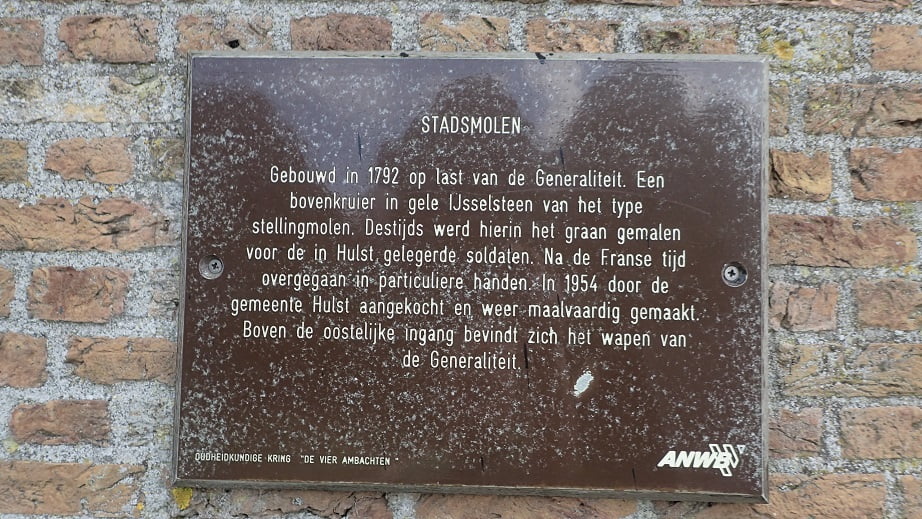 STADSMOLEN
Gebouwd in 1792 op last van de Generaliteit. Een
bovenkruier in gele IJsselsteen van het type
stellingmolen. Destijds werd hierin het graan gemalen
voor de in Hulst gelegerde soldaten. Na de Franse tijd
overgegaan in particuliere handen. In 1954 door de
gemeente Hulst aangekocht en weer maalvaardig gemaakt.
Boven de oostelijke ingang bevindt zich het wapen van
de Generaliteit.
OUDHEIDKUNDIGE KRING "DE VIER AMBACHTEN"
ANWB